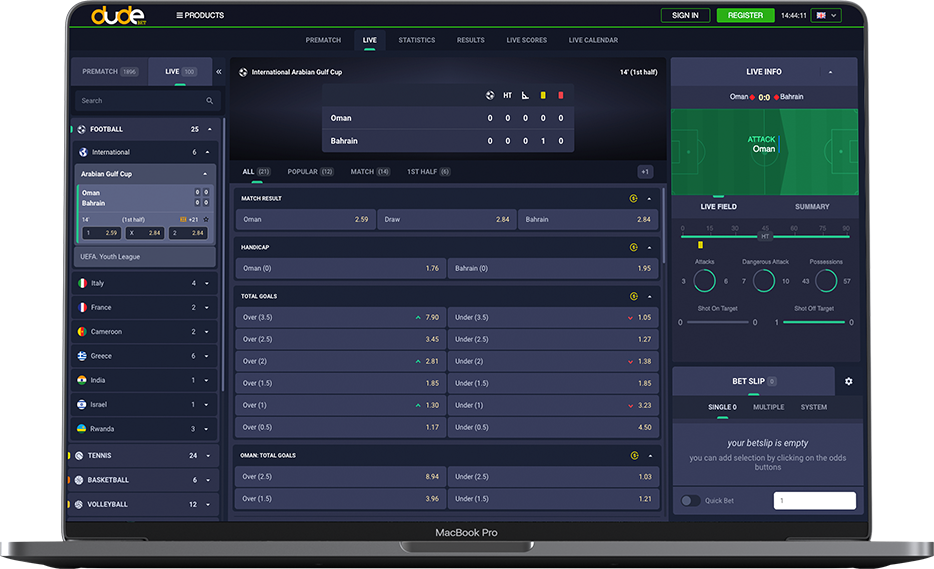 dude BET
PRODUCTS
SIGN IN
REGISTER
14:44:11
PREMATCH
LIVE
STATISTICS
RESULTS
LIVE SCORES
LIVE CALENDAR
PREMATCH 1896
LIVE 100
«
Search
FOOTBALL 25
International 6
Arabian Gulf Cup
Oman 0 0
Bahrain 0 0
14' (1st half) +21
1 2.59 X 2.84 2 2.84
UEFA. Youth League
Italy 4
France 2
Cameroon 2
Greece 6
India 1
Israel 1
Rwanda 3
TENNIS 24
BASKETBALL 6
VOLLEYBALL 12
International Arabian Gulf Cup 14' (1st half)
HT
Oman 0 0 0 0 0
Bahrain 0 0 0 1 0
ALL (21) POPULAR (12) MATCH (14) 1ST HALF (6) +1
MATCH RESULT
Oman 2.59 Draw 2.84 Bahrain 2.84
HANDICAP
Oman (0) 1.76 Bahrain (0) 1.95
TOTAL GOALS
Over (3.5) 7.90 Under (3.5) 1.05
Over (2.5) 3.45 Under (2.5) 1.27
Over (2) 2.81 Under (2) 1.38
Over (1.5) 1.85 Under (1.5) 1.85
Over (1) 1.30 Under (1) 3.23
Over (0.5) 1.17 Under (0.5) 4.50
OMAN: TOTAL GOALS
Over (2.5) 8.94 Under (2.5) 1.03
Over (1.5) 3.96 Under (1.5) 1.21
LIVE INFO
Oman 0:0 Bahrain
ATTACK
Oman
LIVE FIELD SUMMARY
0 15 30 60 75 90
HT
Attacks Dangerous Attack Possessions
3 6 7 10 43 57
Shot On Target Shot Off Target
0 0 1 0
BET SLIP 0
SINGLE 0 MULTIPLE SYSTEM
your betslip is empty
you can add selection by clicking on the odds
buttons
Quick Bet 1
MacBook Pro